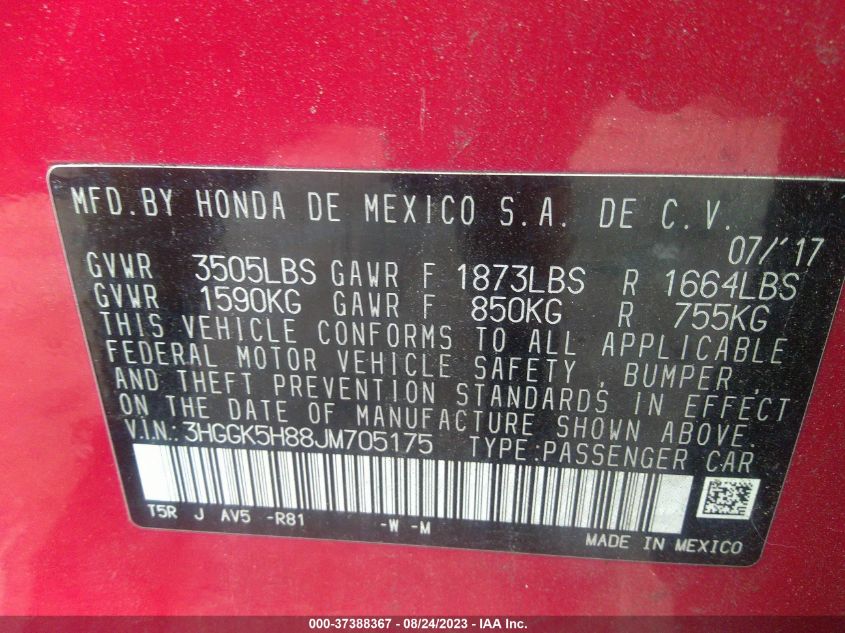 MFD.BY HONDA DE MEXICO S.A. DE C.V.
07/'17
GVWR 3505LBS GAWR F 1873LBS R 1664LBS
GVWR 1590KG GAWR F 850KG R 755KG
THIS VEHICLE CONFORMS TO ALL APPLICABLE
FEDERAL MOTOR VEHICLE SAFETY , BUMPER ,
AND THEFT PREVENTION STANDARDS IN EFFECT
ON THE DATE OF MANUFACTURE SHOWN ABOVE.
V.I.N.: 3HGGK5H88JM705175 TYPE:PASSENGER CAR
T5R J AV5 -R81 -W -M
MADE IN MEXICO
000-37388367 • 08/24/2023 • IAA Inc.